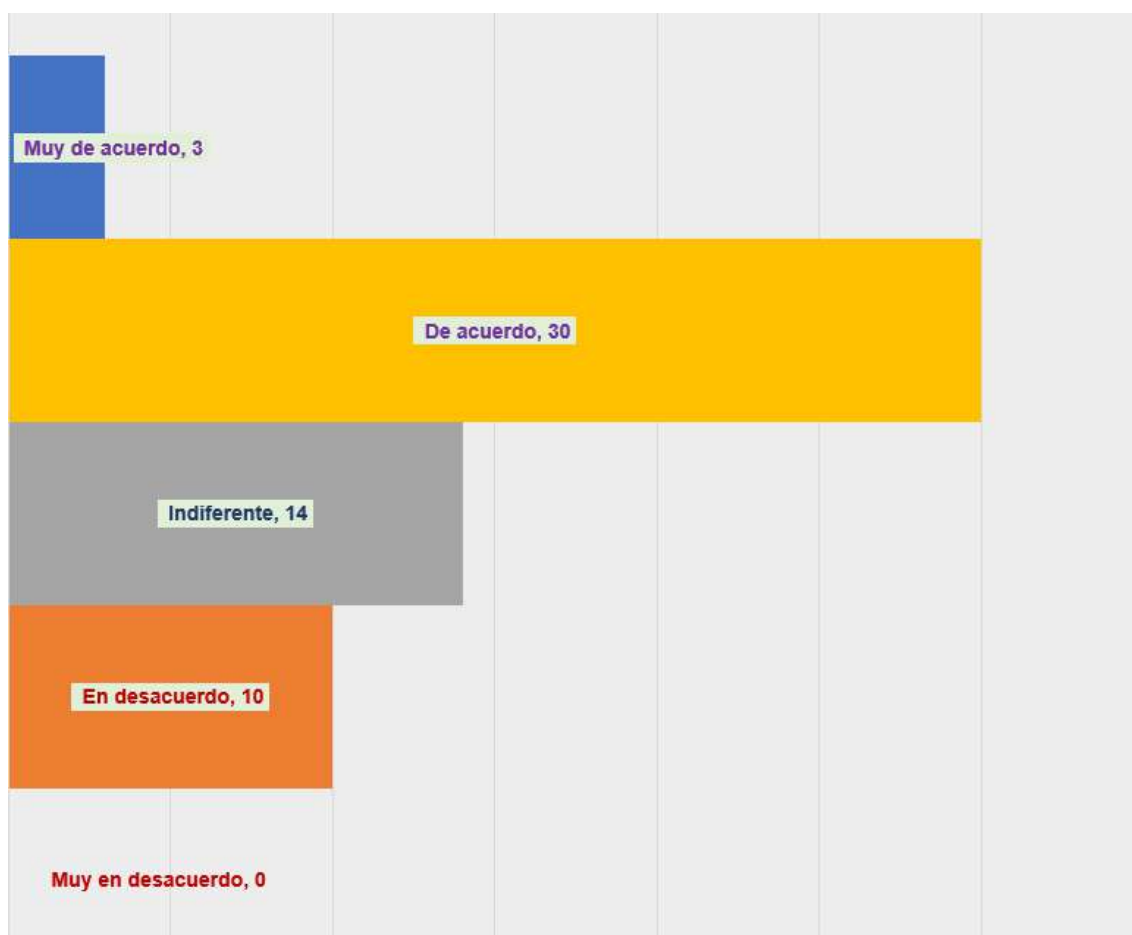 Muy de acuerdo, 3
De acuerdo, 30
Indiferente, 14
En desacuerdo, 10
Muy en desacuerdo, 0